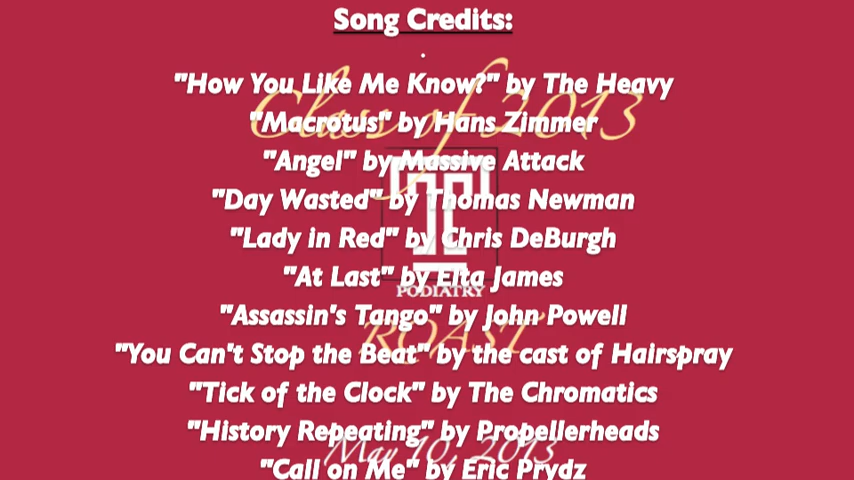 Song Credits:
.
"How You Like Me Know?" by The Heavy
Class of 2013
"Macrotus" by Hans Zimmer
"Angel" by Massive Attack
"Day Wasted" by Thomas Newman
"Lady in Red" by Chris DeBurgh
"At Last" by Etta James
PODIATRY
"Assassin's Tango" by John Powell
ROAST
"You Can't Stop the Beat" by the cast of Hairspray
"Tick of the Clock" by The Chromatics
"History Repeating" by Propellerheads
May 10, 2013
"Call on Me" by Eric Prydz